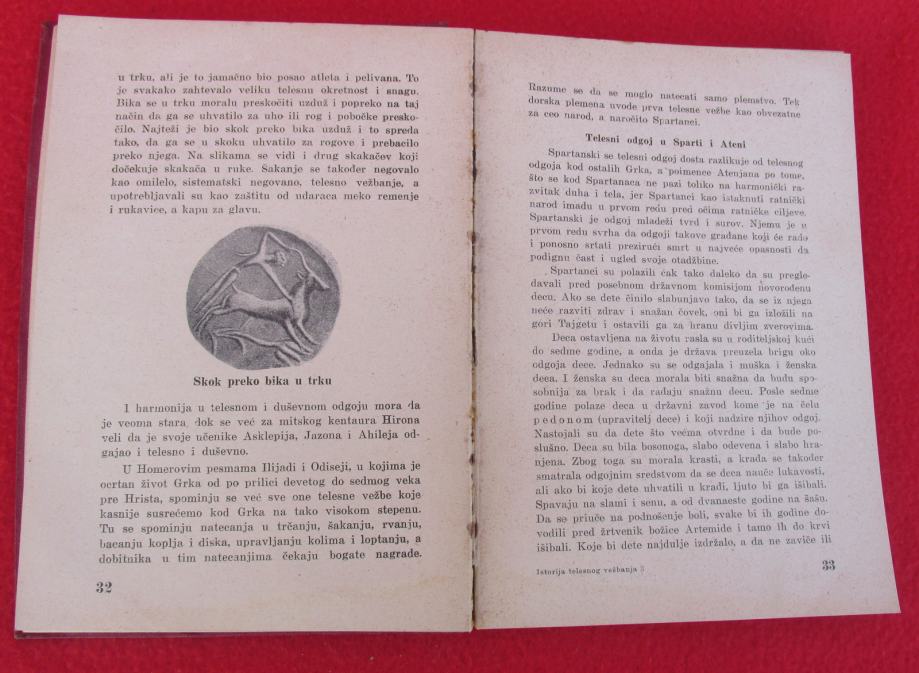 u trku, ali je to jamačno bio posao atleta i pelivana. To
je svakako zahtevalo veliku telesnu okretnost i snagu.
Bika se u trku moralu preskočiti uzduž i popreko na taj
način da ga se uhvatilo za uho ili rog i pobočke presko-
čilo. Najteži je bio skok preko bika uzduž i to spreda
tako, da ga se u skoku uhvatilo za rogove i prebacilo
preko njega. Na slikama se vidi i drug skakačev koji
dočekuje skakača u ruke. Šakanje se također negovalo
kao omilelo, sistematski negovano, telesno vežbanje, a
upotrebljavali su kao zaštitu od udaraca meko remenje
i rukavice, a kapu za glavu.
Skok preko bika u trku
I harmonija u telesnom i duševnom odgoju mora da
je veoma stara, dok se već za mitskog kentaura Hirona
veli da je svoje učenike Asklepija, Jazona i Ahileja od-
gajao i telesno i duševno.
U Homerovim pesmama Ilijadi i Odiseji, u kojima je
ocrtan život Grka od po prilici devetog do sedmog veka
pre Hrista, spominju se već sve one telesne vežbe koje
kasnije susrećemo kod Grka na tako visokom stepenu.
Tu se spominju natecanja u trčanju, šakanju, rvanju,
bacanju koplja i diska, upravljanju kolima i loptanju, a
dobitnika u tim natecanjima čekaju bogate nagrade.
32
Razume se da se moglo natecati samo plemstvo. Tek
dorska plemena uvode prva telesne vežbe kao obvezatne
za ceo narod, a naročito Spartanei.
Telesni odgoj u Sparti i Ateni
Spartanski se telesni odgoj dosta razlikuje od telesnog
odgoja kod ostalih Grka, a poimenee Atenjana po tome,
što se kod Spartanaca ne pazi toliko na harmonički ra-
zvitak duha i tela, jer Spartanei kao istaknuti ratnički
narod imadu u prvom redu pred očima ratničke ciljeve.
Spartanski je odgoj mladeži tvrd i surov. Njemu je u
prvom redu svrha da odgoji takove građane koji će rado
i ponosno srtati prezirući smrt u najveće opasnosti da
podignu čast i ugled svoje otadžbine.
Spartanei su polazili čak tako daleko da su pregle-
davali pred posebnom državnom komisijom novorođenu
decu. Ako se dete činilo slabunjavo tako, da se iz njega
neće razviti zdrav i snažan čovek, oni bi ga izložili na
gori Tajgetu i ostavili ga za hranu divljim zverovima.
Deca ostavljena na životu rasla su u roditeljskoj kući
do sedme godine, a onda je država preuzela brigu oko
odgoja dece. Jednako su se odgajala i muška i ženska
deca. I ženska su deca morala biti snažna da budu spo-
sobnija za brak i da rađaju snažnu decu. Posle sedme
godine polaze deca u državni zavod kome je na čelu
pedonom (upravitelj dece) i koji nadzire njihov odgoj.
Nastojali su da dete što većma otvrdne i da bude po-
slušno. Deca su bila bosonoga, slabo odevena i slabo hra-
njena. Zbog toga su morala krasti, a krađa se također
smatrala odgojnim sredstvom da se deca nauče lukavosti,
ali ako bi koje dete uhvatili u krađi, ljuto bi ga išibali.
Spavaju na slami i senu, a od dvanaeste godine na šašu.
Da se priuče na podnošenje boli, svake bi ih godine do-
vodili pred žrtvenik božice Artemide i tamo ih do krvi
išibali. Koje bi dete najdulje izdržalo, a da ne zaviče ili
Istorija telesnog vežbanja 3
33